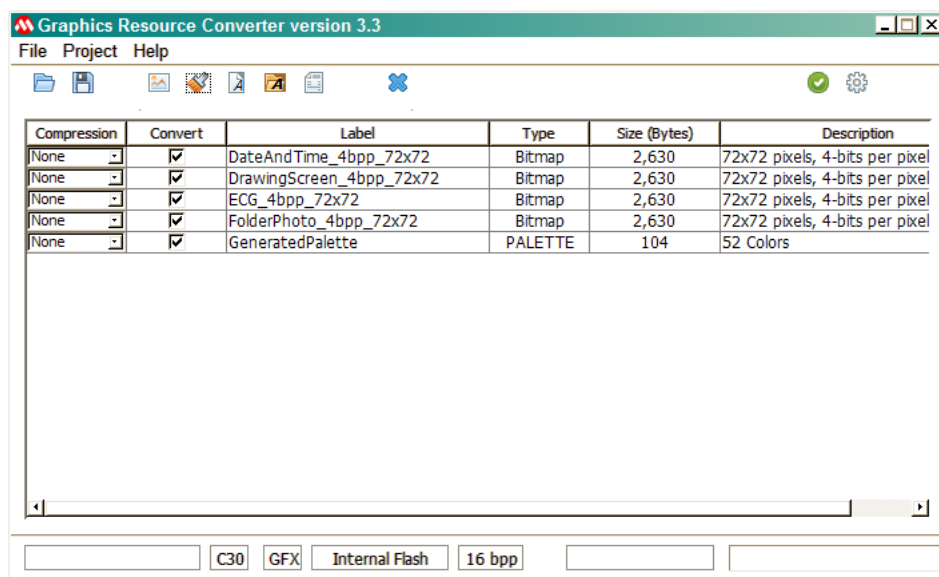 Graphics Resource Converter version 3.3
File Project Help
Compression Convert Label Type Size (Bytes) Description
None DateAndTime_4bpp_72x72 Bitmap 2,630 72x72 pixels, 4-bits per pixel
None DrawingScreen_4bpp_72x72 Bitmap 2,630 72x72 pixels, 4-bits per pixel
None ECG_4bpp_72x72 Bitmap 2,630 72x72 pixels, 4-bits per pixel
None FolderPhoto_4bpp_72x72 Bitmap 2,630 72x72 pixels, 4-bits per pixel
None GeneratedPalette PALETTE 104 52 Colors
C30 GFX Internal Flash 16 bpp